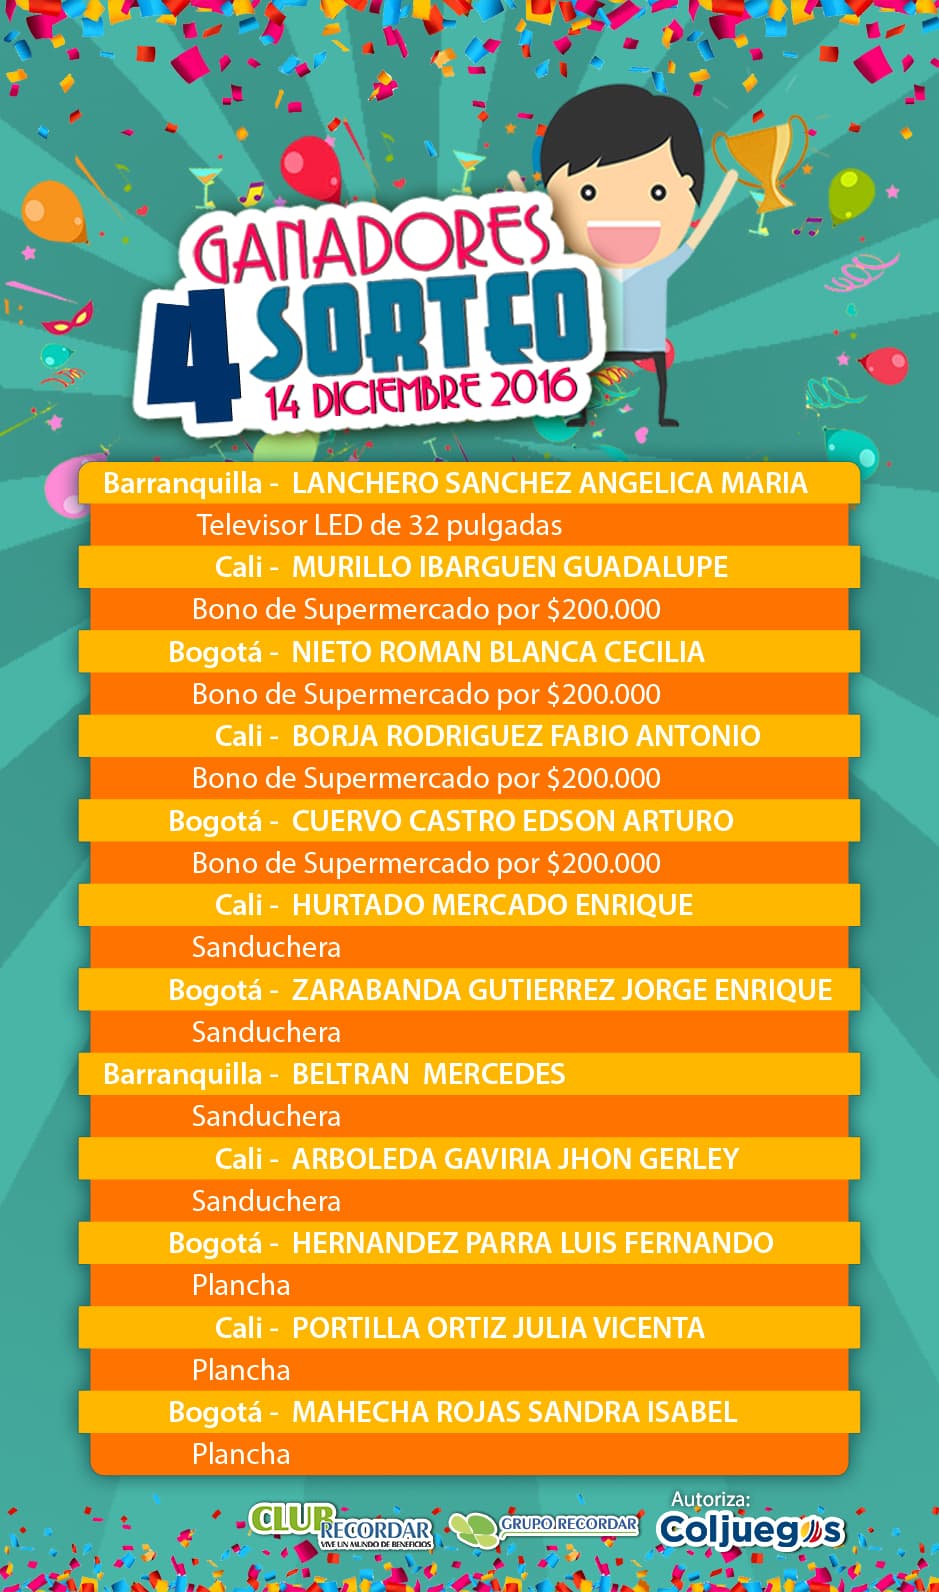 GANADORES
4 SORTEO
14 DICIEMBRE 2016
Barranquilla - LANCHERO SANCHEZ ANGELICA MARIA
Televisor LED de 32 pulgadas
Cali - MURILLO IBARGUEN GUADALUPE
Bono de Supermercado por $200.000
Bogotá - NIETO ROMAN BLANCA CECILIA
Bono de Supermercado por $200.000
Cali - BORJA RODRIGUEZ FABIO ANTONIO
Bono de Supermercado por $200.000
Bogotá - CUERVO CASTRO EDSON ARTURO
Bono de Supermercado por $200.000
Cali - HURTADO MERCADO ENRIQUE
Sanduchera
Bogotá - ZARABANDA GUTIERREZ JORGE ENRIQUE
Sanduchera
Barranquilla - BELTRAN MERCEDES
Sanduchera
Cali - ARBOLEDA GAVIRIA JHON GERLEY
Sanduchera
Bogotá - HERNANDEZ PARRA LUIS FERNANDO
Plancha
Cali - PORTILLA ORTIZ JULIA VICENTA
Plancha
Bogotá - MAHECHA ROJAS SANDRA ISABEL
Plancha
CLUB
RECORDAR
VIVE UN MUNDO DE BENEFICIOS
GRUPO RECORDAR
Autoriza:
Coljuegos